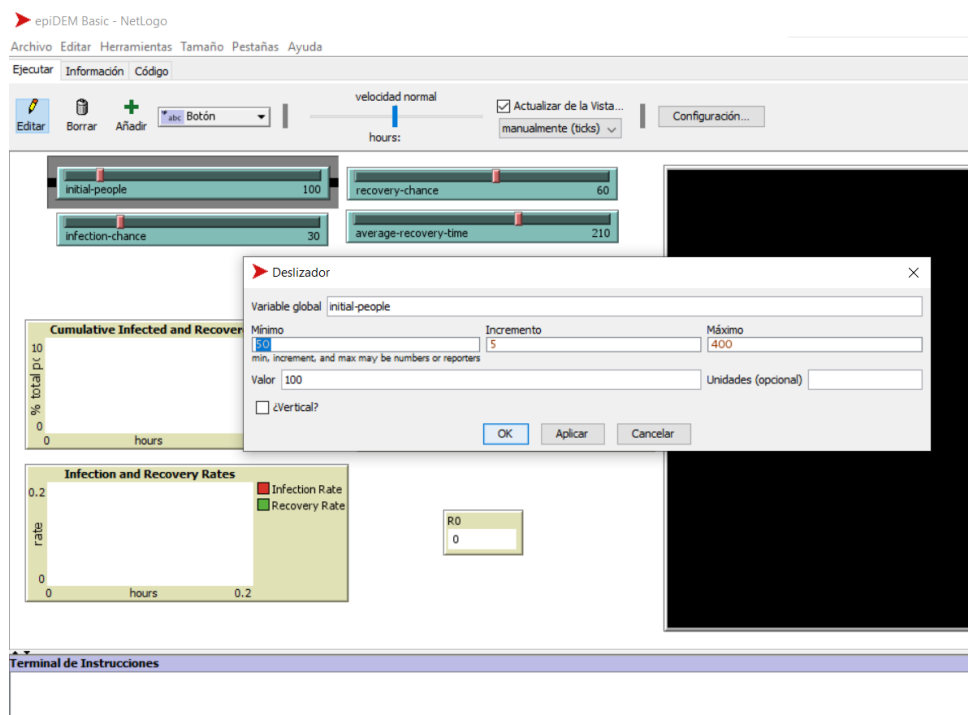 epiDEM Basic - NetLogo
Archivo Editar Herramientas Tamaño Pestañas Ayuda
Ejecutar Información Código
Editar Borrar Añadir abc Botón
velocidad normal
hours:
Actualizar de la Vista...
manualmente (ticks)
Configuración...
initial-people 100
recovery-chance 60
infection-chance 30
average-recovery-time 210
Deslizador
Variable global initial-people
Mínimo Incremento Máximo
50 5 400
min, increment, and max may be numbers or reporters
Valor 100 Unidades (opcional)
¿Vertical?
OK Aplicar Cancelar
Cumulative Infected and Recover
10
% total po
0
0 hours
Infection and Recovery Rates
0.2
rate
0
0 hours 0.2
Infection Rate
Recovery Rate
R0
0
Terminal de Instrucciones